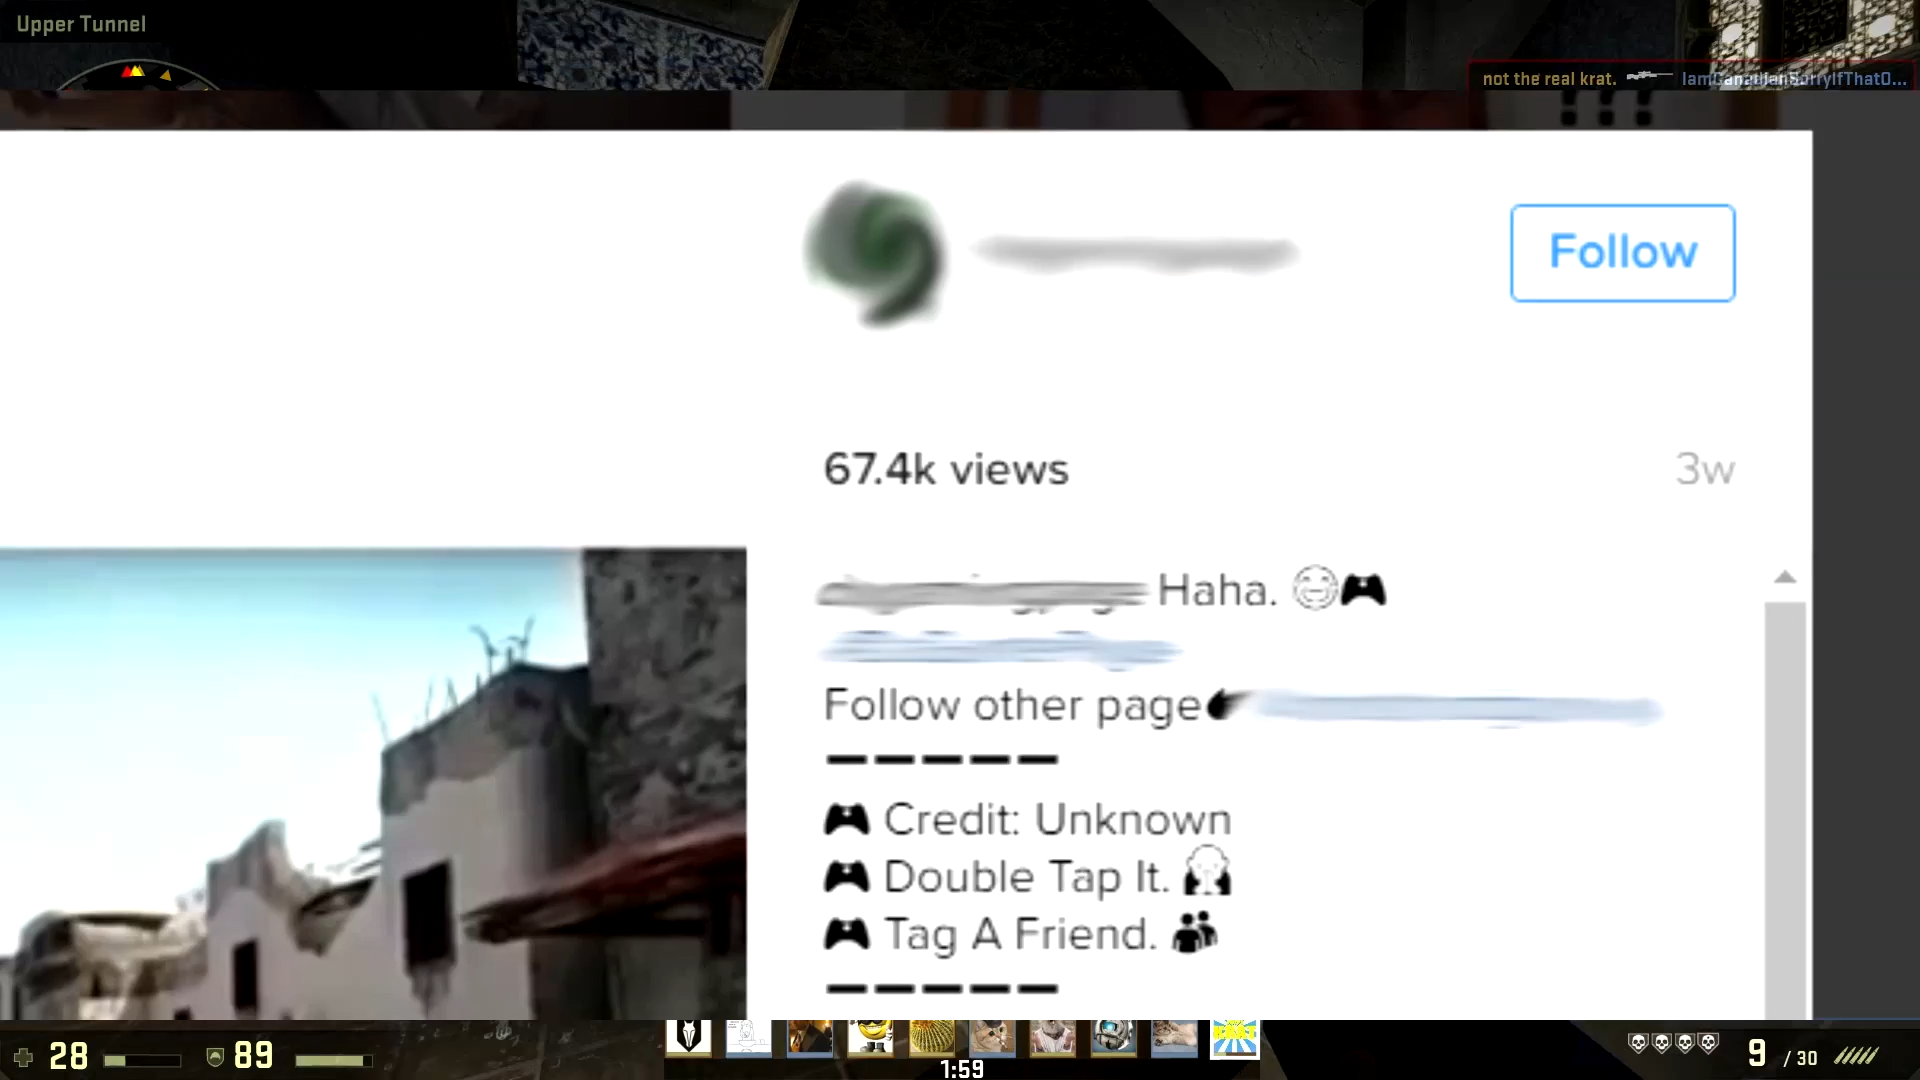 Upper Tunnel
not the real krat. IamCanadianSorryIfThatO...
Follow
67.4k views
3w
Haha.
Follow other page
Credit: Unknown
Double Tap It.
Tag A Friend.
28
89
1:59
9 / 30